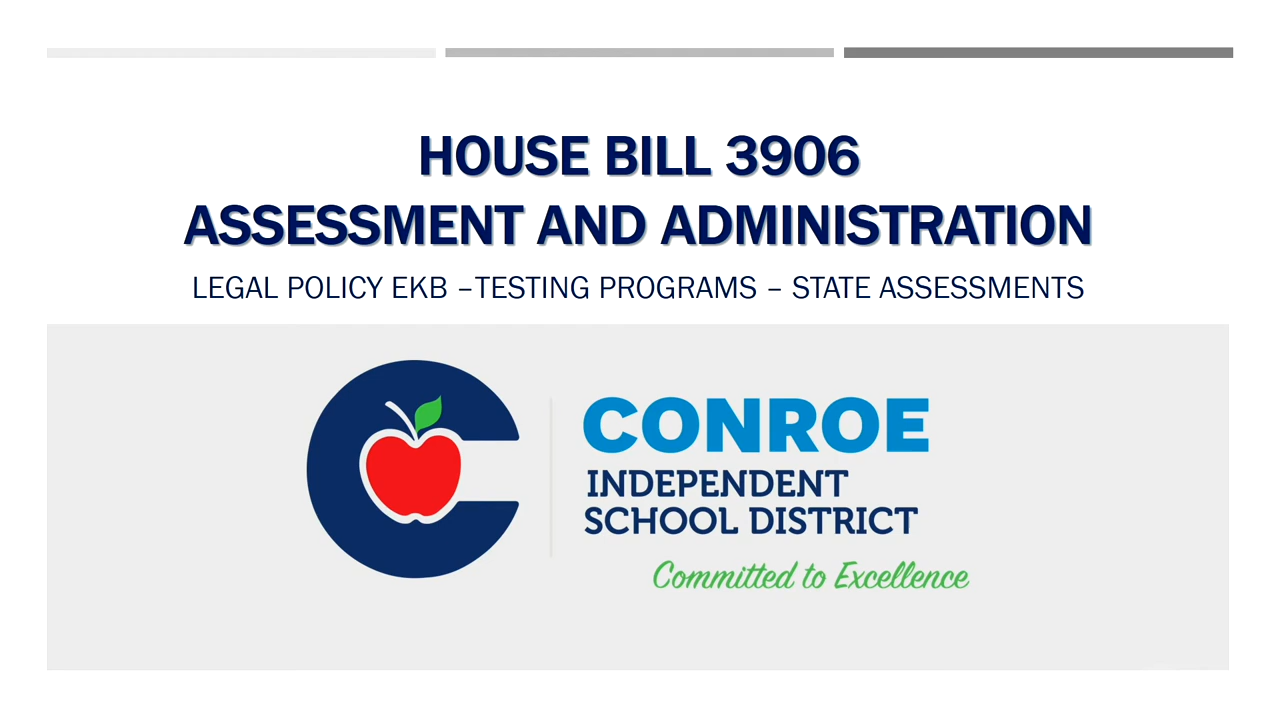 HOUSE BILL 3906
ASSESSMENT AND ADMINISTRATION
LEGAL POLICY EKB –TESTING PROGRAMS – STATE ASSESSMENTS
CONROE
INDEPENDENT
SCHOOL DISTRICT
Committed to Excellence